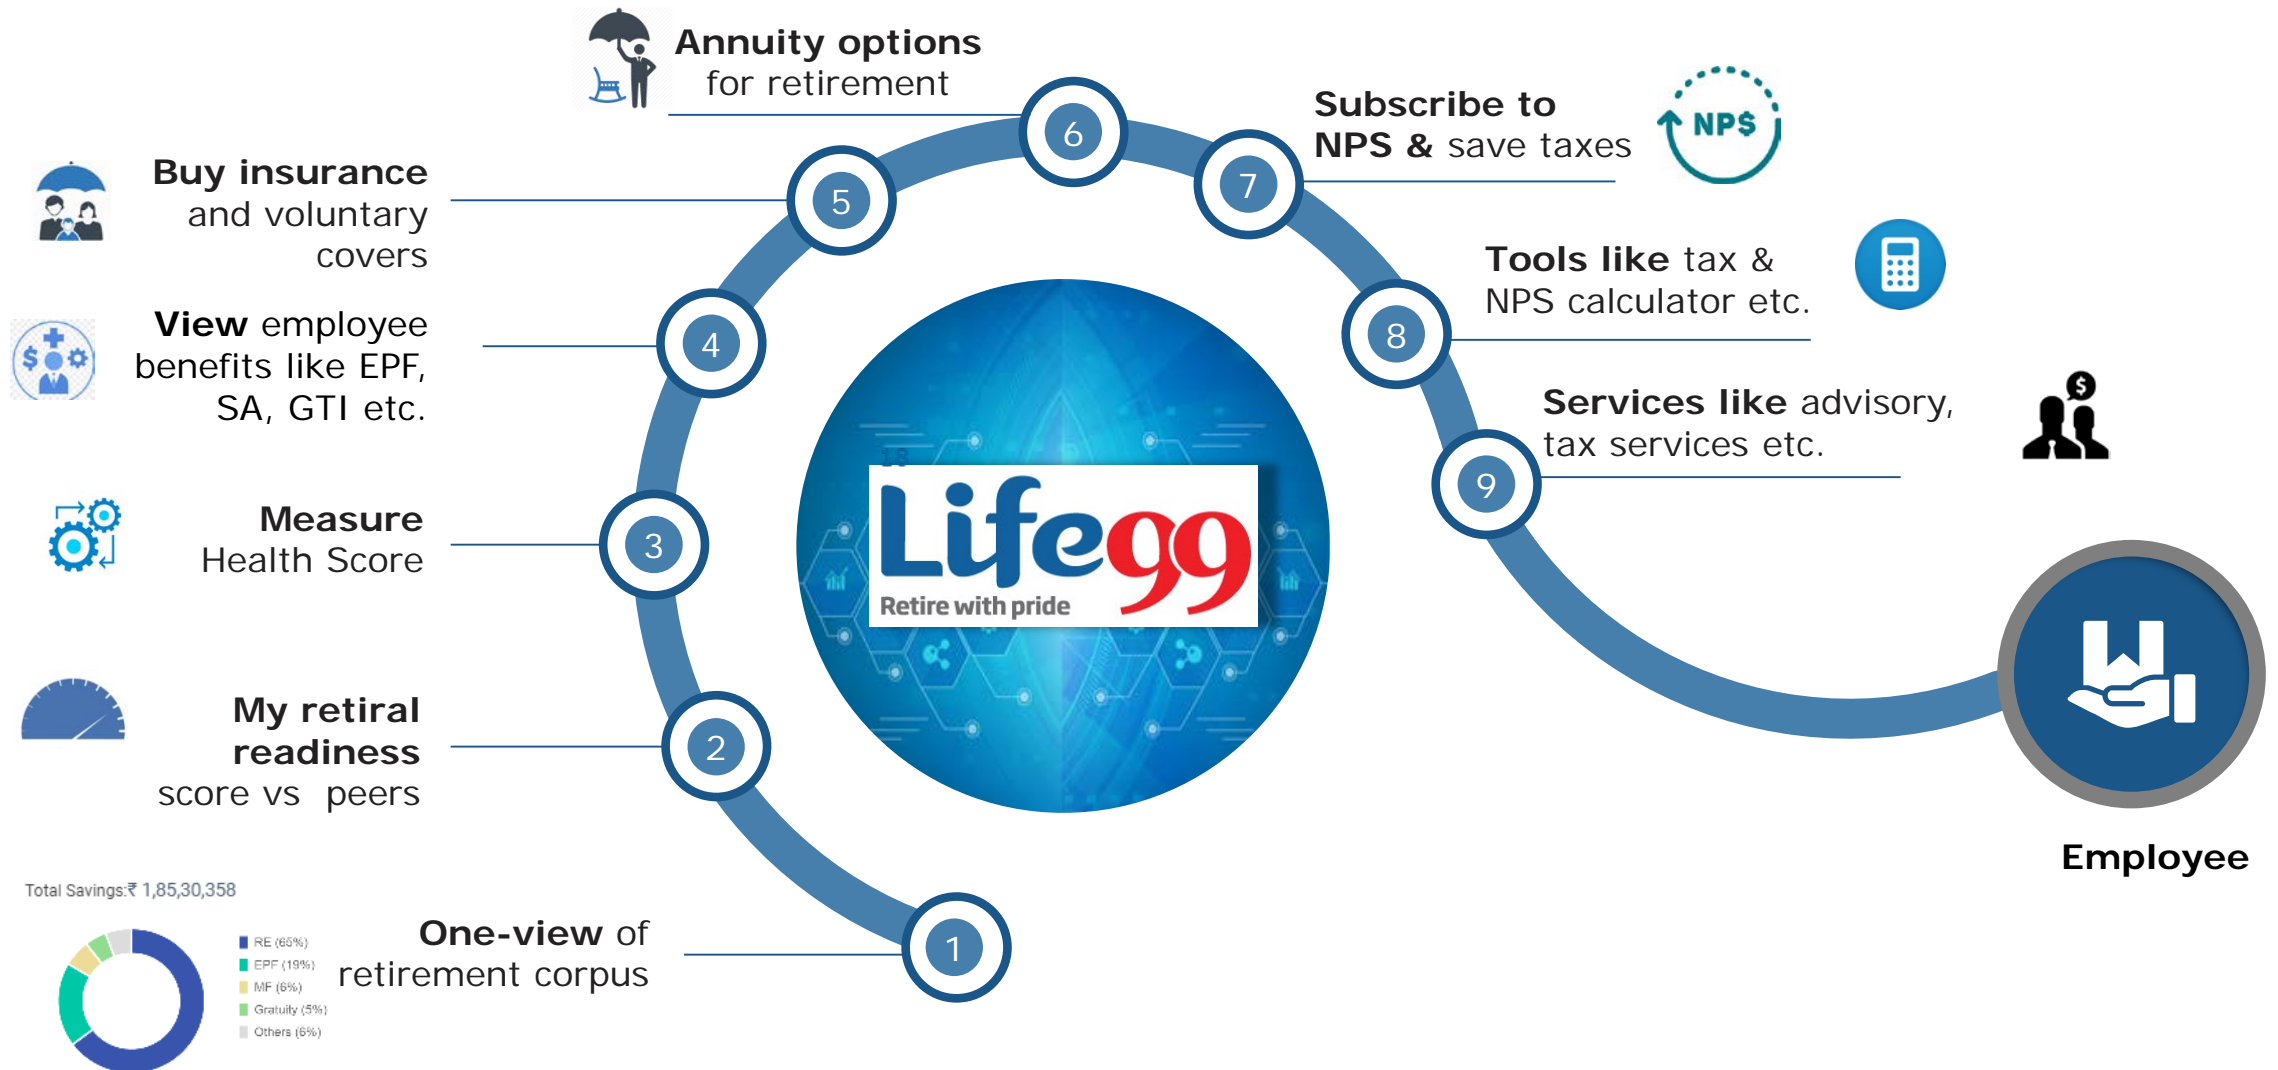 Annuity options
for retirement
6
Subscribe to
NPS & save taxes
NP$
7
Buy insurance
and voluntary
covers
5
Tools like tax &
NPS calculator etc.
8
View employee
benefits like EPF,
SA, GTI etc.
4
$
Services like advisory,
tax services etc.
$
9
18
Life99
Retire with pride
Measure
Health Score
3
My retiral
readiness
score vs peers
2
Employee
Total Savings:₹ 1,85,30,358
RE (65%)
EPF (19%)
MF (6%)
Gratuity (5%)
Others (6%)
One-view of
retirement corpus
1